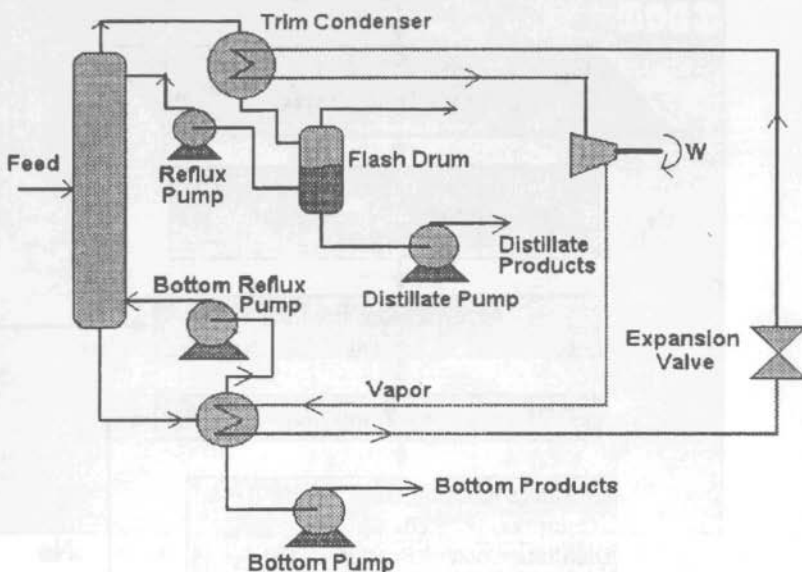 Trim Condenser
Feed
Reflux
Pump
Flash Drum
W
Distillate
Products
Distillate Pump
Bottom Reflux
Pump
Expansion
Valve
Vapor
Bottom Products
Bottom Pump